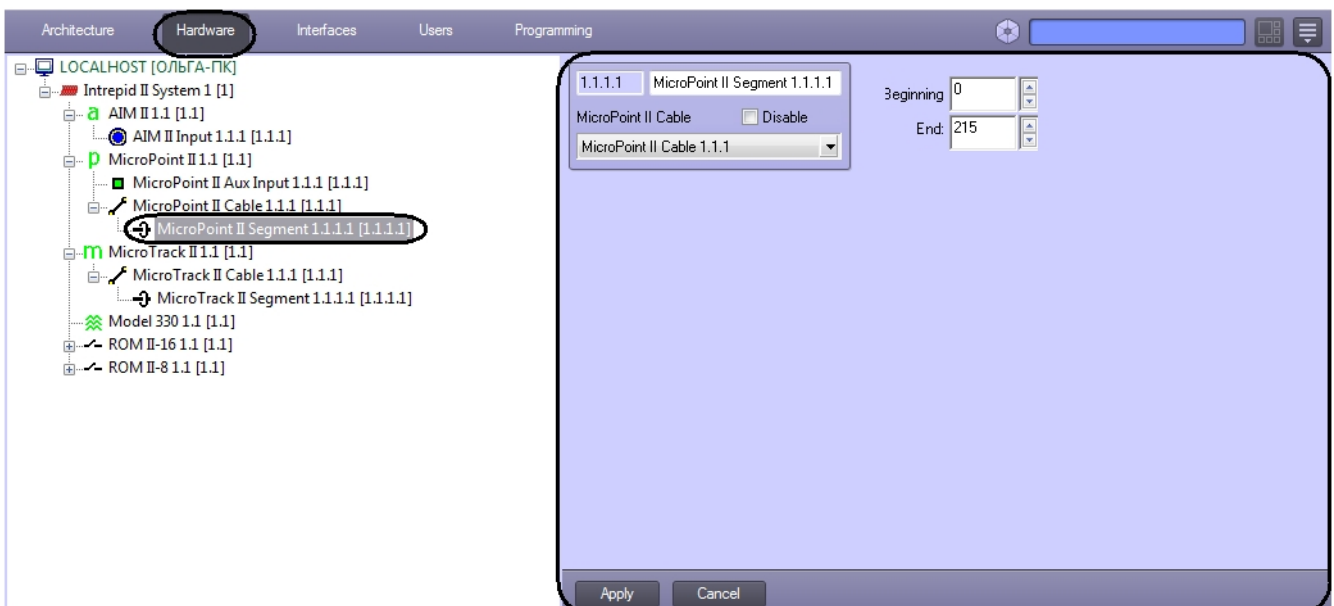 Architecture Hardware Interfaces Users Programming
LOCALHOST [ОЛЬГА-ПК]
Intrepid II System 1 [1]
AIM II 1.1 [1.1]
AIM II Input 1.1.1 [1.1.1]
MicroPoint II 1.1 [1.1]
MicroPoint II Aux Input 1.1.1 [1.1.1]
MicroPoint II Cable 1.1.1 [1.1.1]
MicroPoint II Segment 1.1.1.1 [1.1.1.1]
MicroTrack II 1.1 [1.1]
MicroTrack II Cable 1.1.1 [1.1.1]
MicroTrack II Segment 1.1.1.1 [1.1.1.1]
Model 330 1.1 [1.1]
ROM II-16 1.1 [1.1]
ROM II-8 1.1 [1.1]
1.1.1.1 MicroPoint II Segment 1.1.1.1
MicroPoint II Cable Disable
MicroPoint II Cable 1.1.1
Beginning 0
End: 215
Apply Cancel